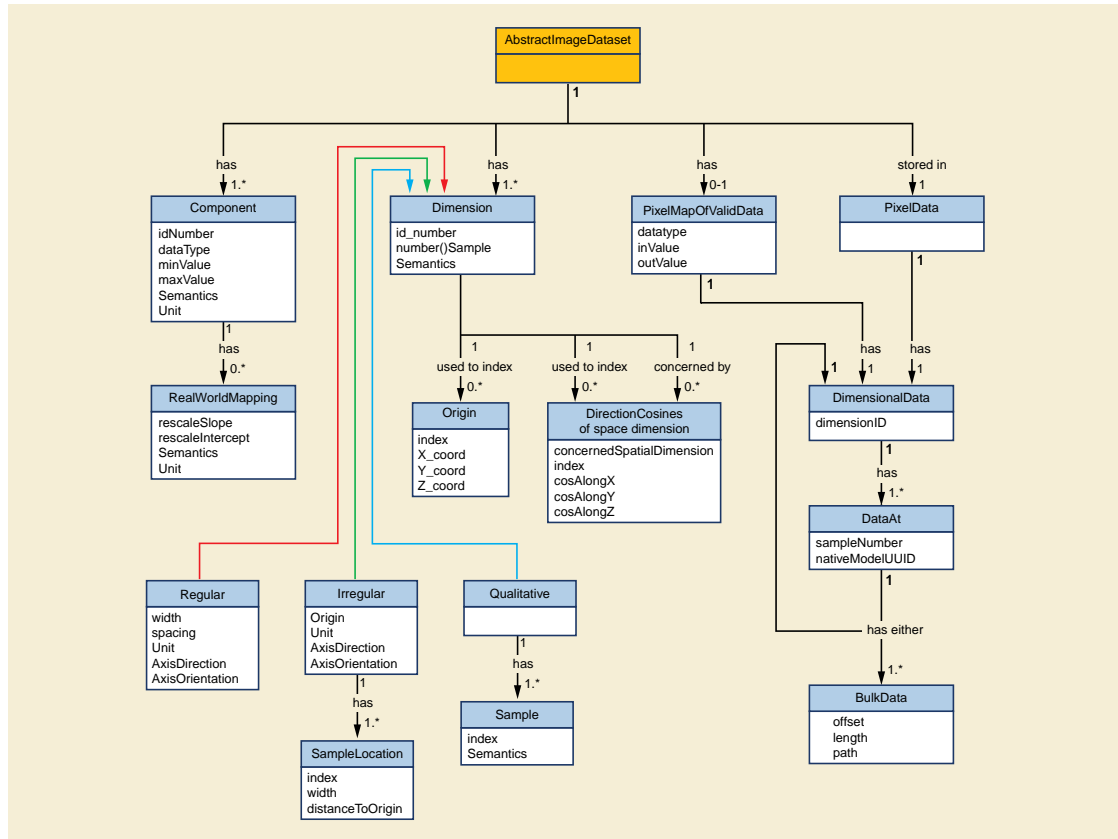 AbstractImageDataset
1
has
1.*
has
1.*
has
0-1
stored in
1
Component
idNumber
dataType
minValue
maxValue
Semantics
Unit
Dimension
id_number
number()Sample
Semantics
PixelMapOfValidData
datatype
inValue
outValue
PixelData
1
has
0.*
1
used to index
0.*
1
used to index
0.*
1
concerned by
0.*
1
has
1
1
has
1
1
RealWorldMapping
rescaleSlope
rescaleIntercept
Semantics
Unit
Origin
index
X_coord
Y_coord
Z_coord
DirectionCosines
of space dimension
concernedSpatialDimension
index
cosAlongX
cosAlongY
cosAlongZ
DimensionalData
dimensionID
1
has
1.*
DataAt
sampleNumber
nativeModelUUID
1
has either
1.*
BulkData
offset
length
path
Regular
width
spacing
Unit
AxisDirection
AxisOrientation
Irregular
Origin
Unit
AxisDirection
AxisOrientation
1
has
1.*
SampleLocation
index
width
distanceToOrigin
Qualitative
1
has
1.*
Sample
index
Semantics